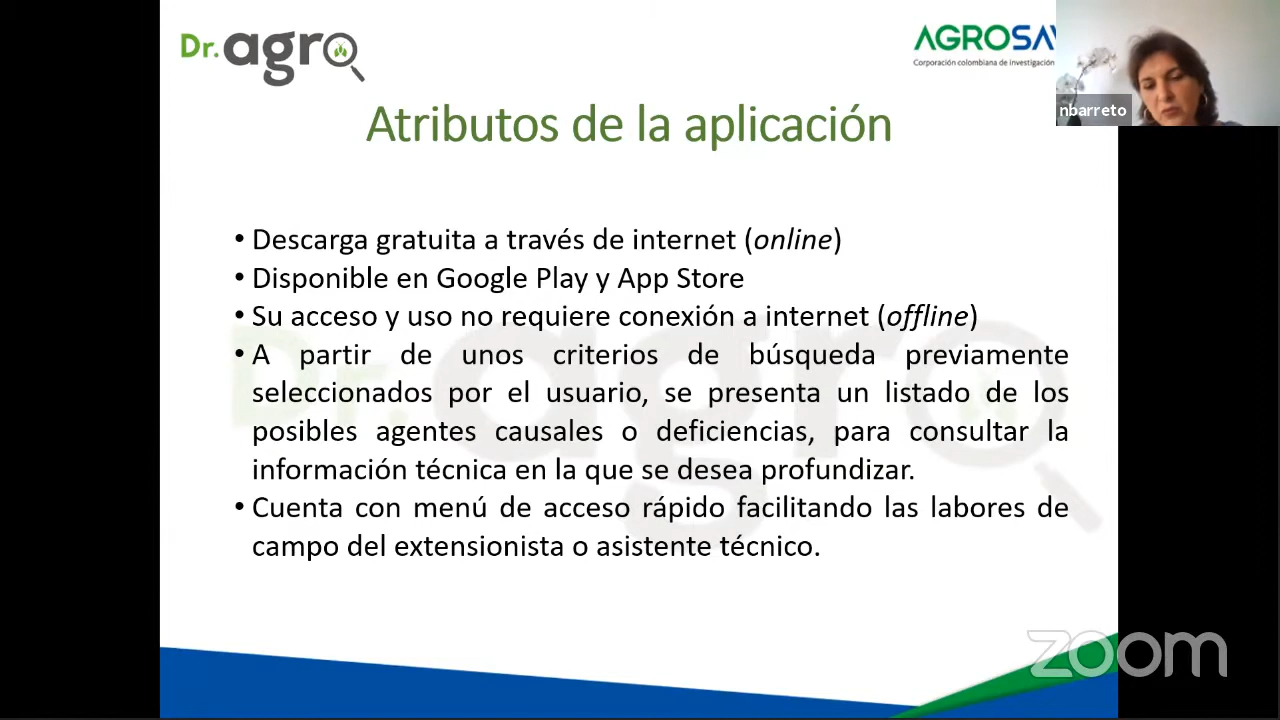 Dr.agro
AGROSAV
Corporación colombiana de investigación
nbarreto
Atributos de la aplicación
• Descarga gratuita a través de internet (online)
• Disponible en Google Play y App Store
• Su acceso y uso no requiere conexión a internet (offline)
• A partir de unos criterios de búsqueda previamente
seleccionados por el usuario, se presenta un listado de los
posibles agentes causales o deficiencias, para consultar la
información técnica en la que se desea profundizar.
• Cuenta con menú de acceso rápido facilitando las labores de
campo del extensionista o asistente técnico.
zoom